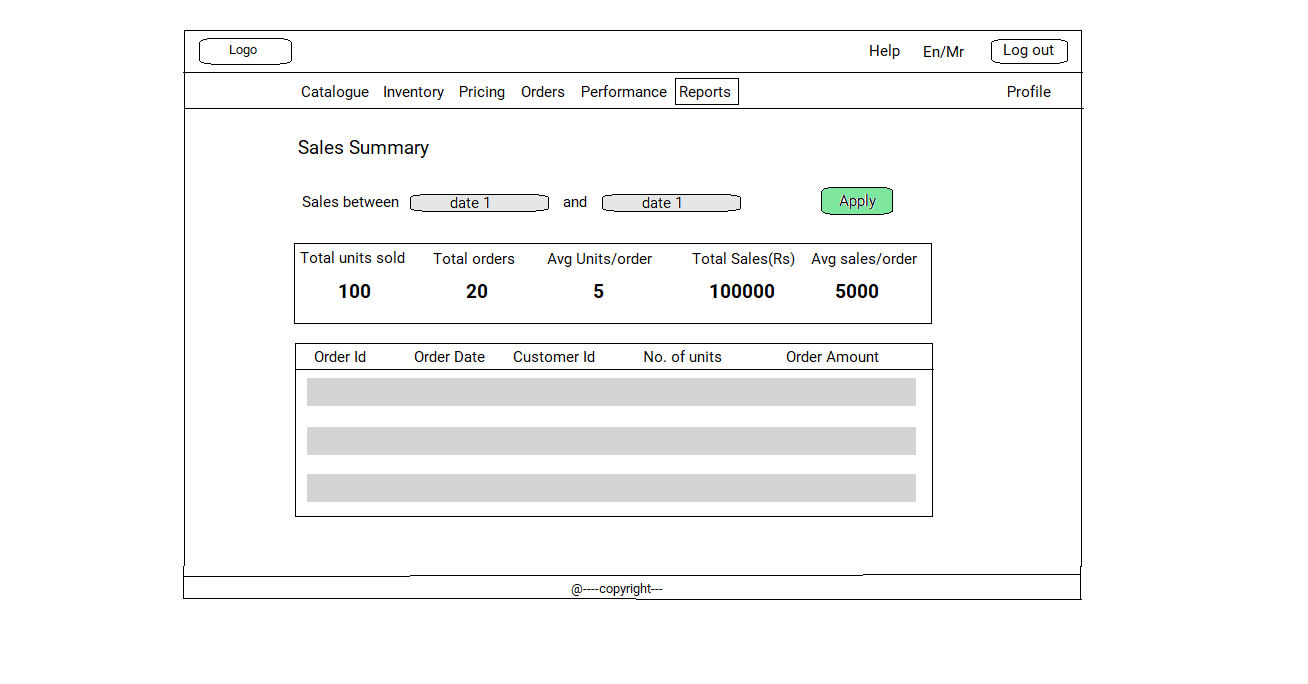 Logo Help En/Mr Log out
Catalogue Inventory Pricing Orders Performance Reports Profile
Sales Summary
Sales between date 1 and date 1 Apply
Total units sold Total orders Avg Units/order Total Sales(Rs) Avg sales/order
100 20 5 100000 5000
Order Id Order Date Customer Id No. of units Order Amount
@----copyright---